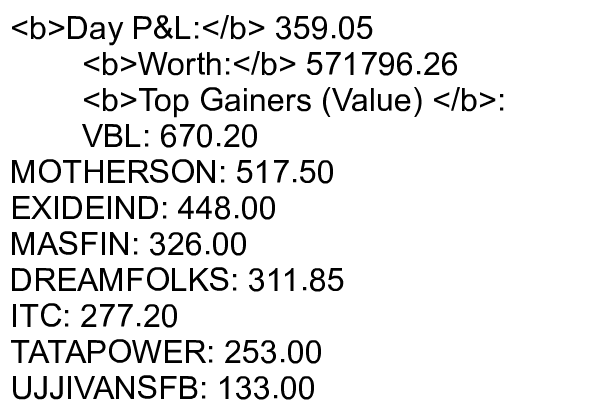 <b>Day P&L:</b> 359.05
<b>Worth:</b> 571796.26
<b>Top Gainers (Value) </b>:
VBL: 670.20
MOTHERSON: 517.50
EXIDEIND: 448.00
MASFIN: 326.00
DREAMFOLKS: 311.85
ITC: 277.20
TATAPOWER: 253.00
UJJIVANSFB: 133.00